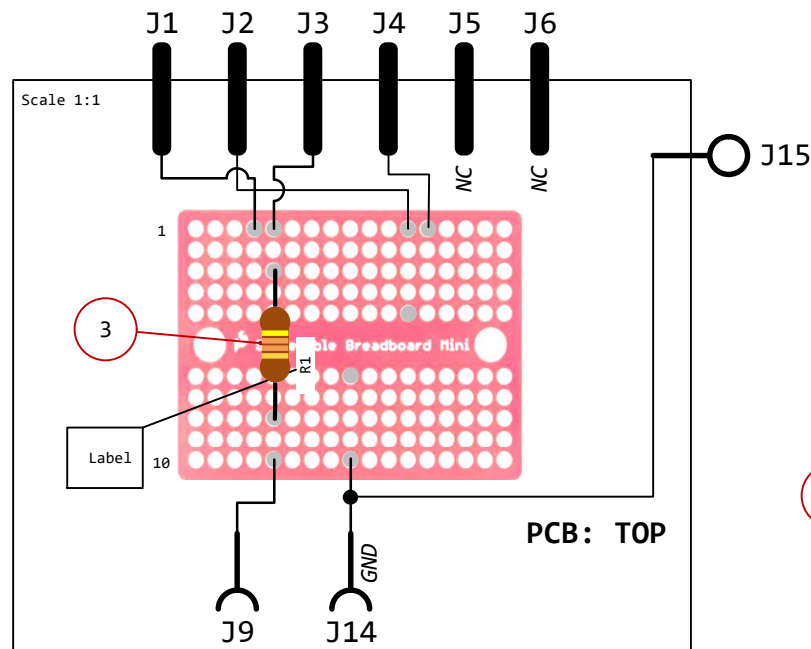 J1 J2 J3 J4 J5 J6
Scale 1:1
NC NC
J15
1
3
ble Breadboard Mini
R1
Label
10
PCB: TOP
GND
J9 J14